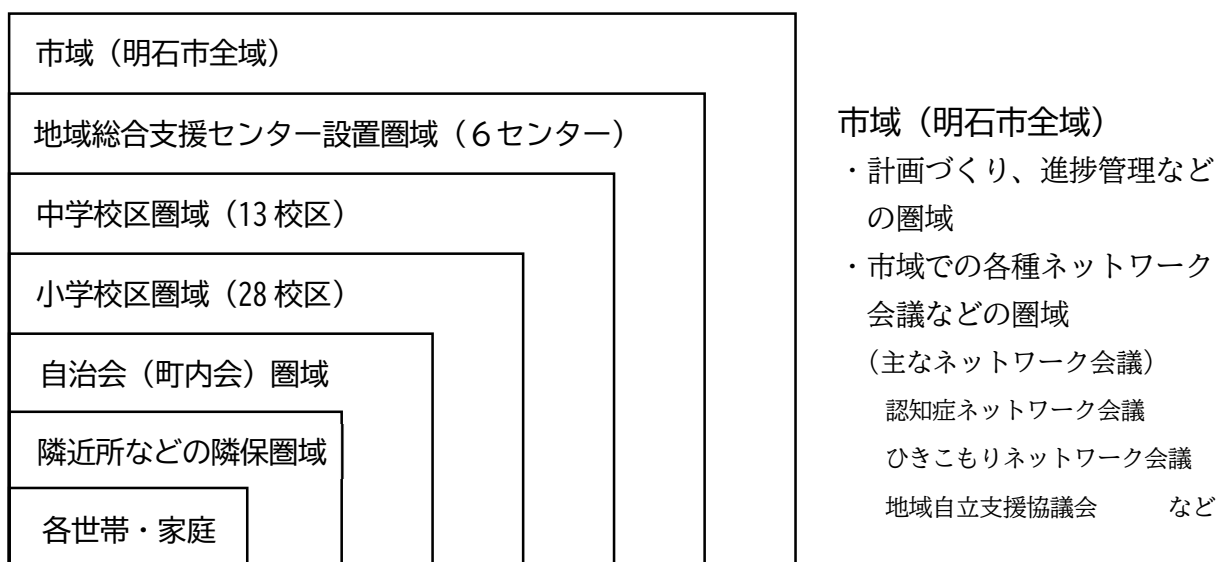 市域（明石市全域）
地域総合支援センター設置圏域（６センター）
中学校区圏域（13 校区）
小学校区圏域（28 校区）
自治会（町内会）圏域
隣近所などの隣保圏域
各世帯・家庭
市域（明石市全域）
・計画づくり、進捗管理など
の圏域
・市域での各種ネットワーク
会議などの圏域
（主なネットワーク会議）
認知症ネットワーク会議
ひきこもりネットワーク会議
地域自立支援協議会　　など